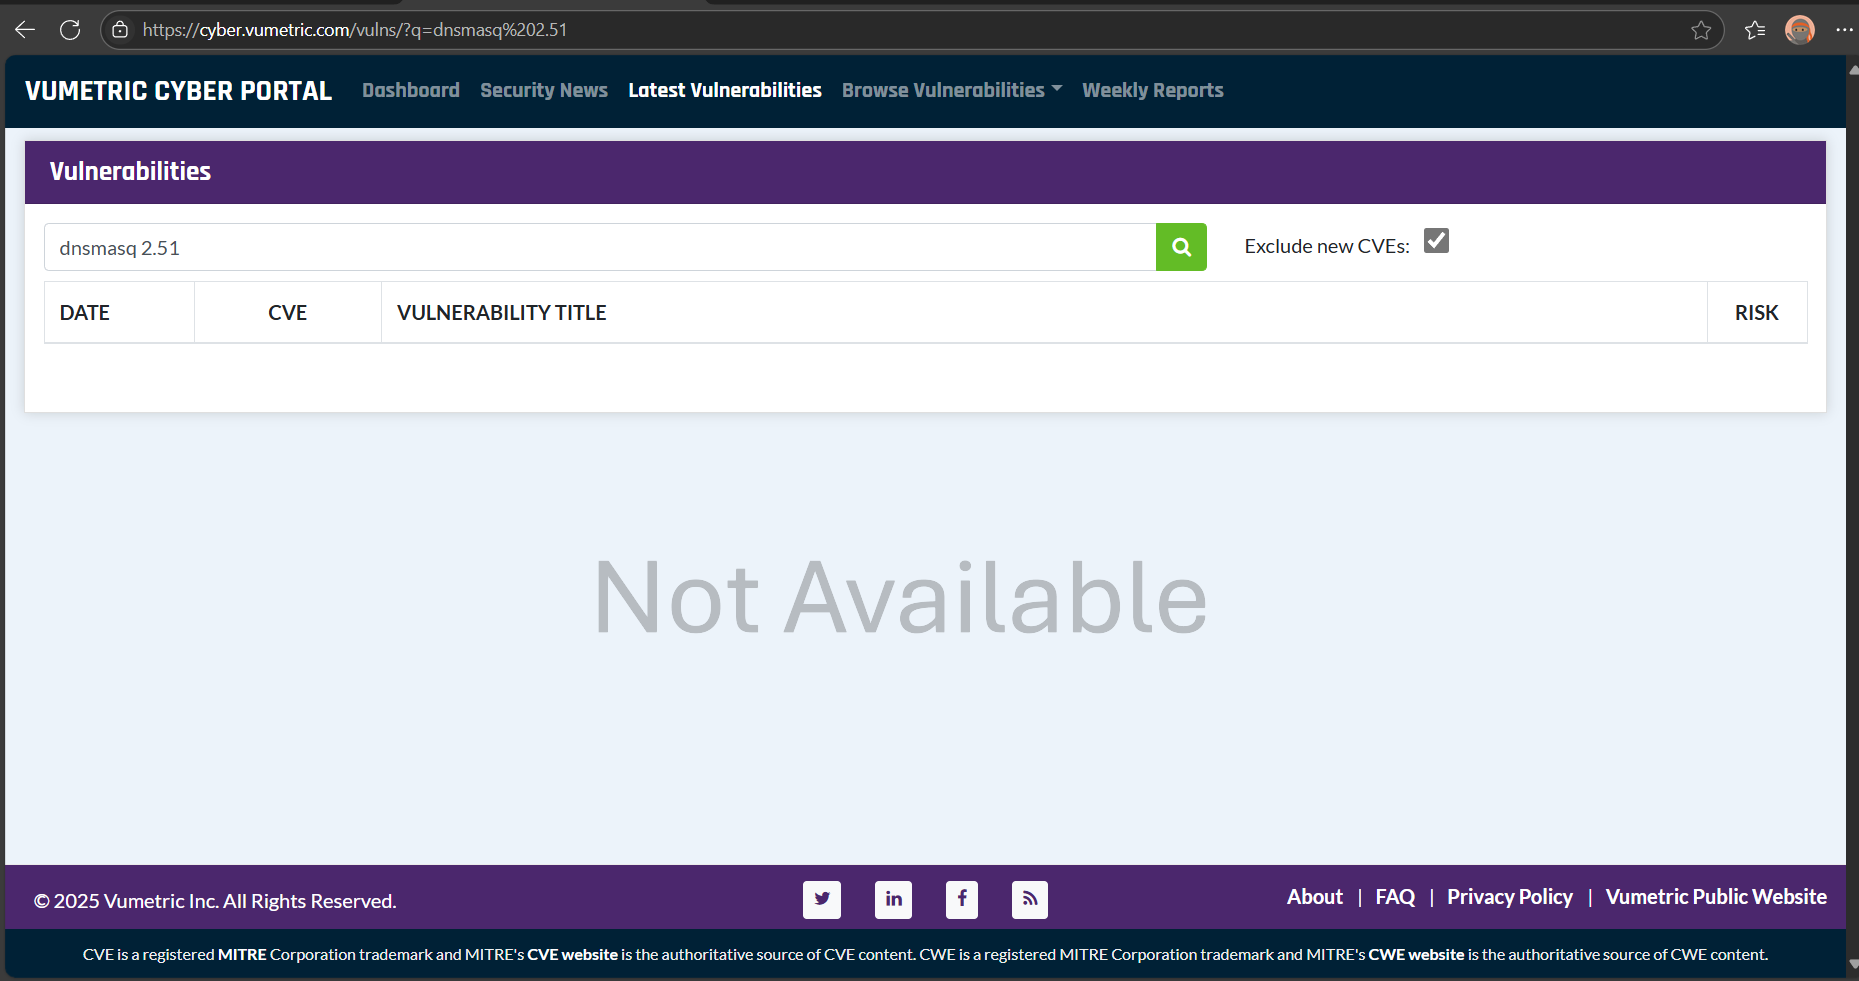 https://cyber.vumetric.com/vulns/?q=dnsmasq%202.51
VUMETRIC CYBER PORTAL Dashboard Security News Latest Vulnerabilities Browse Vulnerabilities Weekly Reports
Vulnerabilities
dnsmasq 2.51 Exclude new CVEs:
DATE CVE VULNERABILITY TITLE RISK
Not Available
© 2025 Vumetric Inc. All Rights Reserved. About | FAQ | Privacy Policy | Vumetric Public Website
CVE is a registered MITRE Corporation trademark and MITRE's CVE website is the authoritative source of CVE content. CWE is a registered MITRE Corporation trademark and MITRE's CWE website is the authoritative source of CWE content.